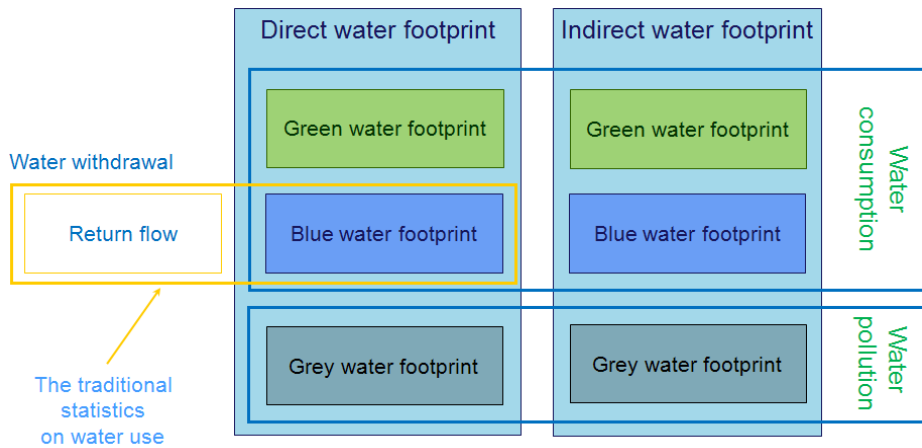 Direct water footprint
Indirect water footprint
Green water footprint
Green water footprint
Water
consumption
Water withdrawal
Return flow
Blue water footprint
Blue water footprint
Grey water footprint
Grey water footprint
Water
pollution
The traditional
statistics
on water use